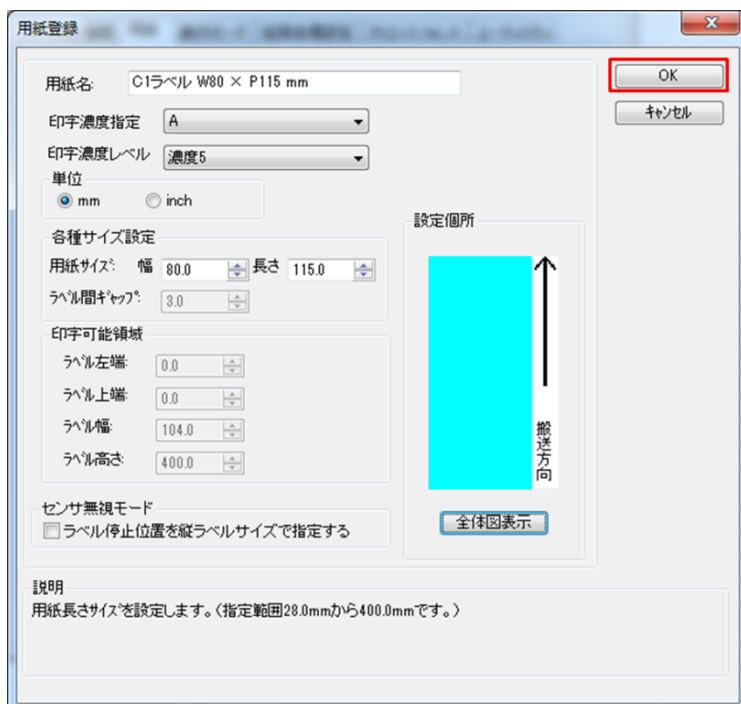 用紙登録
用紙名: C1ラベル W80 × P115 mm
OK
キャンセル
印字濃度指定 A
印字濃度レベル 濃度5
単位
mm inch
各種サイズ設定
用紙サイズ: 幅 80.0 長さ 115.0
ラベル間ギャップ: 3.0
印字可能領域
ラベル左端: 0.0
ラベル上端: 0.0
ラベル幅: 104.0
ラベル高さ: 400.0
センサ無視モード
ラベル停止位置を縦ラベルサイズで指定する
設定個所
搬送方向
全体図表示
説明
用紙長さサイズを設定します。(指定範囲28.0mmから400.0mmです。)